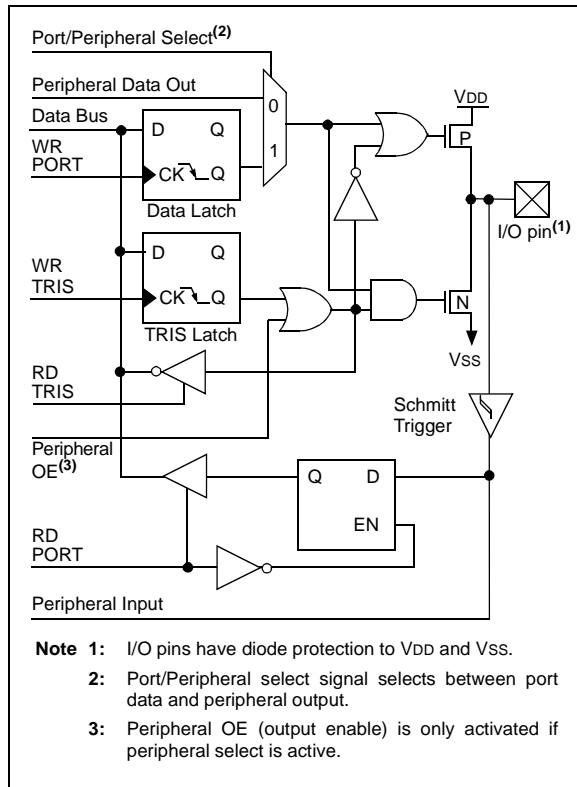 Port/Peripheral Select(2)
Peripheral Data Out
Data Bus
WR
PORT
D Q
CK Q
Data Latch
0
1
VDD
P
I/O pin(1)
WR
TRIS
D Q
CK Q
TRIS Latch
N
VSS
RD
TRIS
Schmitt
Trigger
Peripheral
OE(3)
Q D
EN
RD
PORT
Peripheral Input
Note 1: I/O pins have diode protection to VDD and VSS.
2: Port/Peripheral select signal selects between port
data and peripheral output.
3: Peripheral OE (output enable) is only activated if
peripheral select is active.